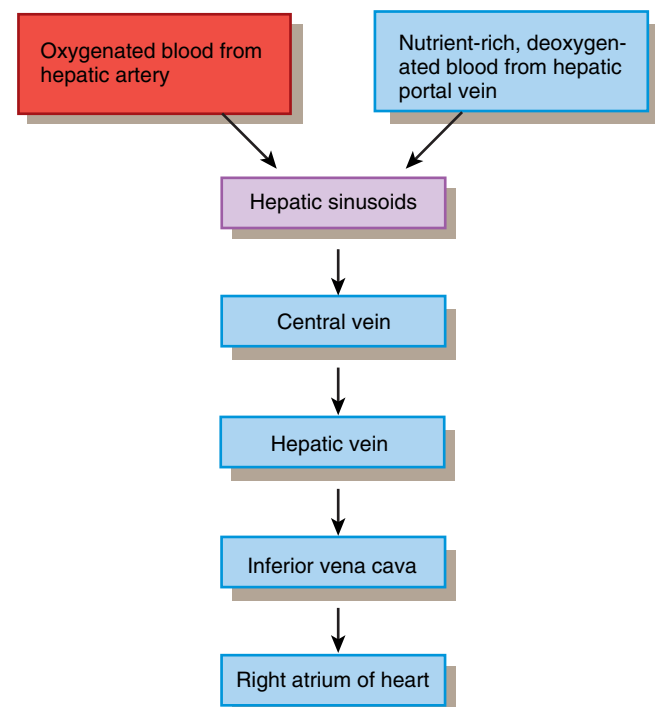 Oxygenated blood from
hepatic artery
Nutrient-rich, deoxygen-
ated blood from hepatic
portal vein
Hepatic sinusoids
Central vein
Hepatic vein
Inferior vena cava
Right atrium of heart